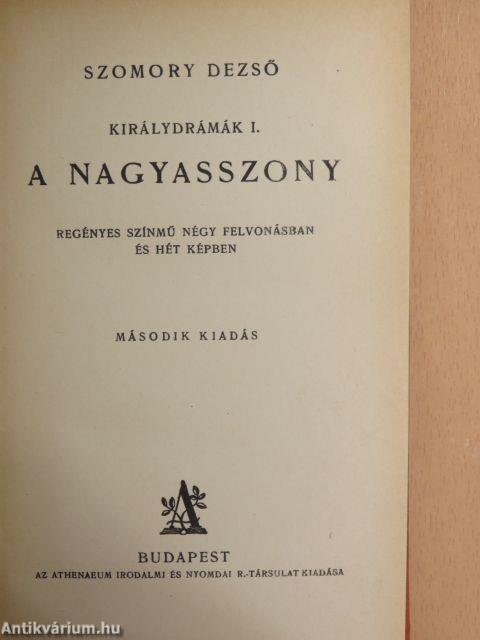 SZOMORY DEZSŐ
KIRÁLYDRÁMÁK I.
A NAGYASSZONY
REGÉNYES SZÍNMŰ NÉGY FELVONÁSBAN
ÉS HÉT KÉPBEN
MÁSODIK KIADÁS
A
BUDAPEST
AZ ATHENAEUM IRODALMI ÉS NYOMDAI R.-TÁRSULAT KIADÁSA
Antikvárium.hu